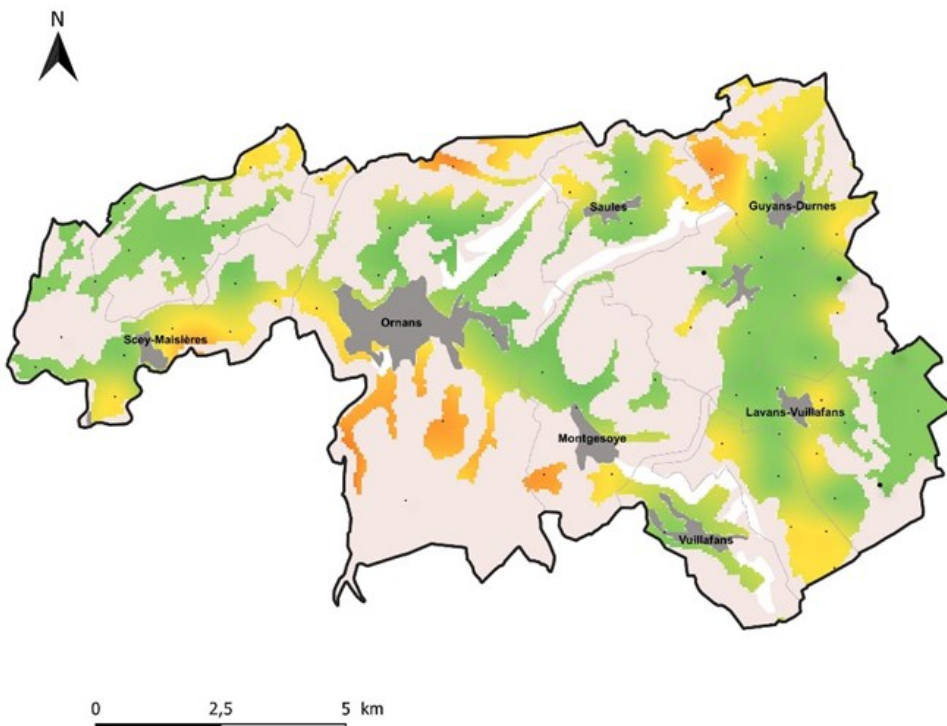 N
Saules
Guyans-Durnes
Ornans
Scey-Maisières
Lavans-Vuillafans
Montgesoye
Vuillafans
0 2,5 5 km